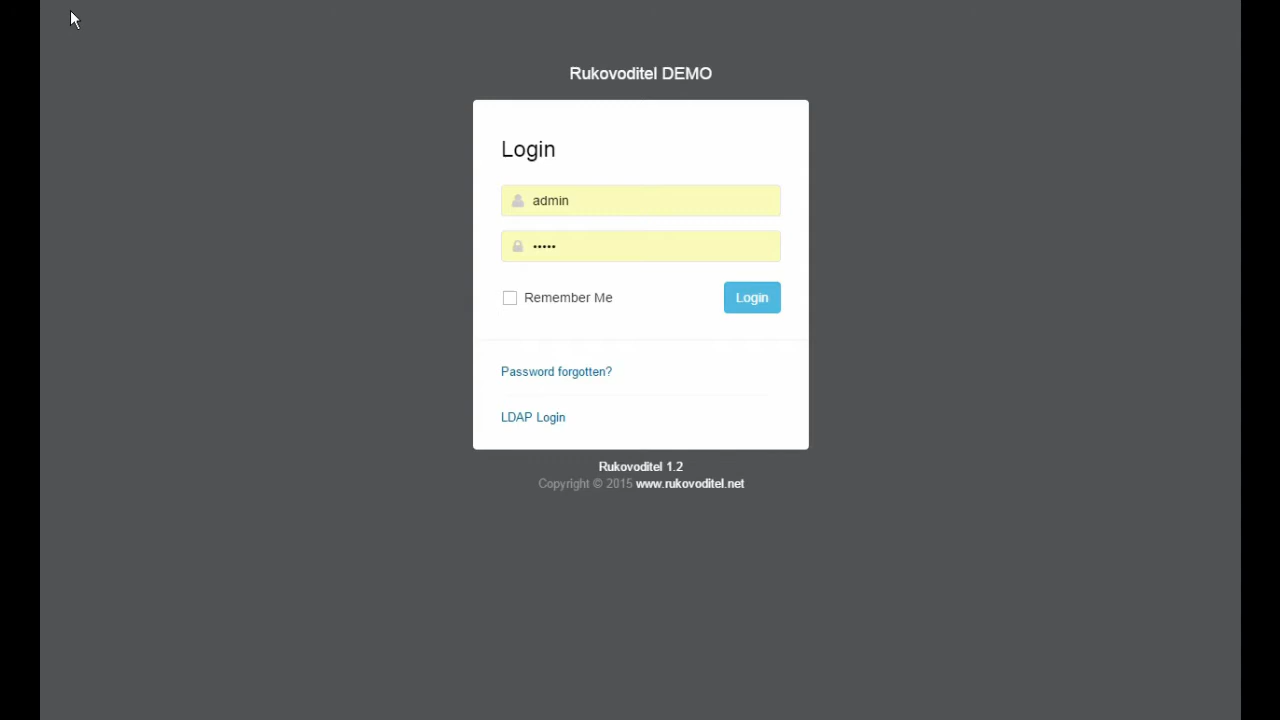 Rukovoditel DEMO
Login
admin
•••••
Remember Me
Login
Password forgotten?
LDAP Login
Rukovoditel 1.2
Copyright © 2015 www.rukovoditel.net